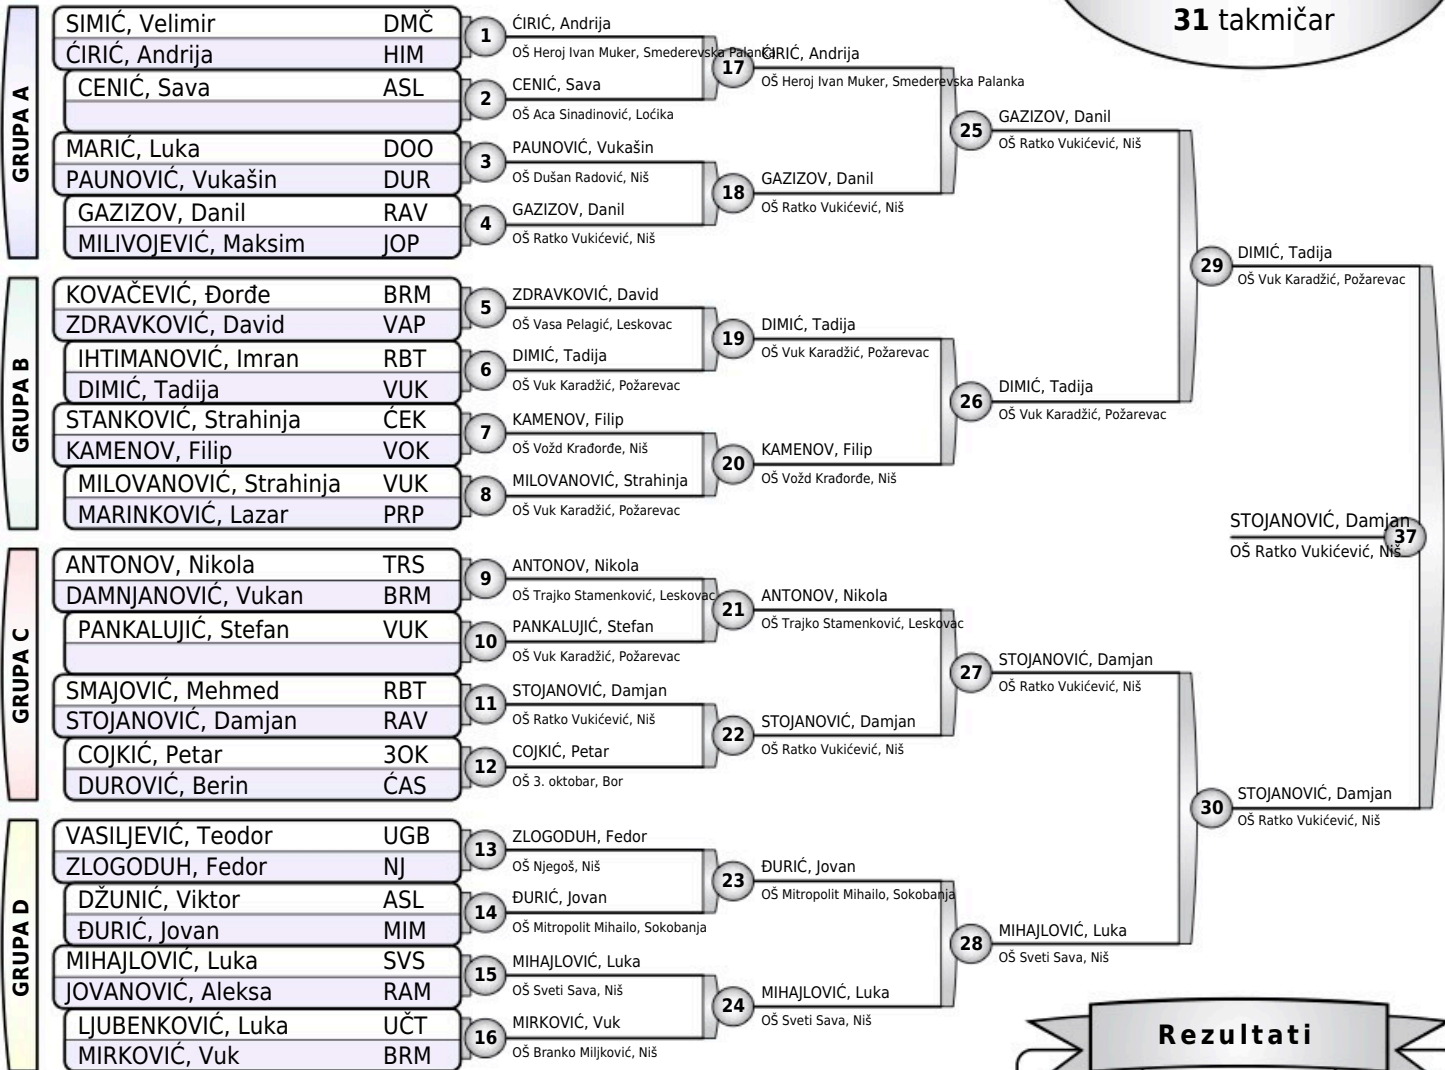 31 takmičar
GRUPA A
SIMIĆ, Velimir DMČ
ĆIRIĆ, Andrija HIM
CENIĆ, Sava ASL
MARIĆ, Luka DOO
PAUNOVIĆ, Vukašin DUR
GAZIZOV, Danil RAV
MILIVOJEVIĆ, Maksim JOP
GRUPA B
KOVAČEVIĆ, Đorđe BRM
ZDRAVKOVIĆ, David VAP
IHTIMANOVIĆ, Imran RBT
DIMIĆ, Tadija VUK
STANKOVIĆ, Strahinja ĆEK
KAMENOV, Filip VOK
MILOVANOVIĆ, Strahinja VUK
MARINKOVIĆ, Lazar PRP
GRUPA C
ANTONOV, Nikola TRS
DAMNJANOVIĆ, Vukan BRM
PANKALUJIĆ, Stefan VUK
SMAJOVIĆ, Mehmed RBT
STOJANOVIĆ, Damjan RAV
COJKIĆ, Petar 3OK
DUROVIĆ, Berin ĆAS
GRUPA D
VASILJEVIĆ, Teodor UGB
ZLOGODUH, Fedor NJ
DŽUNIĆ, Viktor ASL
ĐURIĆ, Jovan MIM
MIHAJLOVIĆ, Luka SVS
JOVANOVIĆ, Aleksa RAM
LJUBENKOVIĆ, Luka UČT
MIRKOVIĆ, Vuk BRM
1 ĆIRIĆ, Andrija
OŠ Heroj Ivan Muker, Smederevska Palanka
2 CENIĆ, Sava
OŠ Aca Sinadinović, Loćika
3 PAUNOVIĆ, Vukašin
OŠ Dušan Radović, Niš
4 GAZIZOV, Danil
OŠ Ratko Vukićević, Niš
5 ZDRAVKOVIĆ, David
OŠ Vasa Pelagić, Leskovac
6 DIMIĆ, Tadija
OŠ Vuk Karadžić, Požarevac
7 KAMENOV, Filip
OŠ Vožd Krađorđe, Niš
8 MILOVANOVIĆ, Strahinja
OŠ Vuk Karadžić, Požarevac
9 ANTONOV, Nikola
OŠ Trajko Stamenković, Leskovac
10 PANKALUJIĆ, Stefan
OŠ Vuk Karadžić, Požarevac
11 STOJANOVIĆ, Damjan
OŠ Ratko Vukićević, Niš
12 COJKIĆ, Petar
OŠ 3. oktobar, Bor
13 ZLOGODUH, Fedor
OŠ Njegoš, Niš
14 ĐURIĆ, Jovan
OŠ Mitropolit Mihailo, Sokobanja
15 MIHAJLOVIĆ, Luka
OŠ Sveti Sava, Niš
16 MIRKOVIĆ, Vuk
OŠ Branko Miljković, Niš
17 ĆIRIĆ, Andrija
OŠ Heroj Ivan Muker, Smederevska Palanka
18 GAZIZOV, Danil
OŠ Ratko Vukićević, Niš
19 DIMIĆ, Tadija
OŠ Vuk Karadžić, Požarevac
20 KAMENOV, Filip
OŠ Vožd Krađorđe, Niš
21 ANTONOV, Nikola
OŠ Trajko Stamenković, Leskovac
22 STOJANOVIĆ, Damjan
OŠ Ratko Vukićević, Niš
23 ĐURIĆ, Jovan
OŠ Mitropolit Mihailo, Sokobanja
24 MIHAJLOVIĆ, Luka
OŠ Sveti Sava, Niš
25 GAZIZOV, Danil
OŠ Ratko Vukićević, Niš
26 DIMIĆ, Tadija
OŠ Vuk Karadžić, Požarevac
27 STOJANOVIĆ, Damjan
OŠ Ratko Vukićević, Niš
28 MIHAJLOVIĆ, Luka
OŠ Sveti Sava, Niš
29 DIMIĆ, Tadija
OŠ Vuk Karadžić, Požarevac
30 STOJANOVIĆ, Damjan
OŠ Ratko Vukićević, Niš
STOJANOVIĆ, Damjan 37
OŠ Ratko Vukićević, Niš
Rezultati